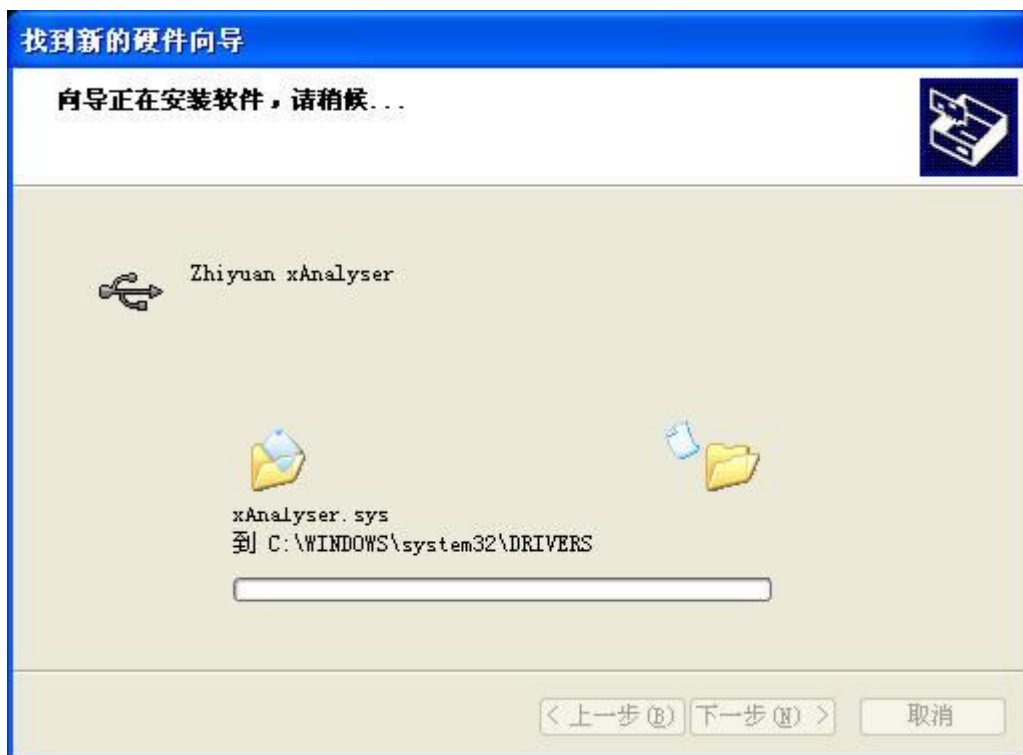 找到新的硬件向导
向导正在安装软件，请稍候...
Zhiyuan xAnalyser
xAnalyser.sys
到 C:\WINDOWS\system32\DRIVERS
< 上一步(B) 下一步(N) > 取消